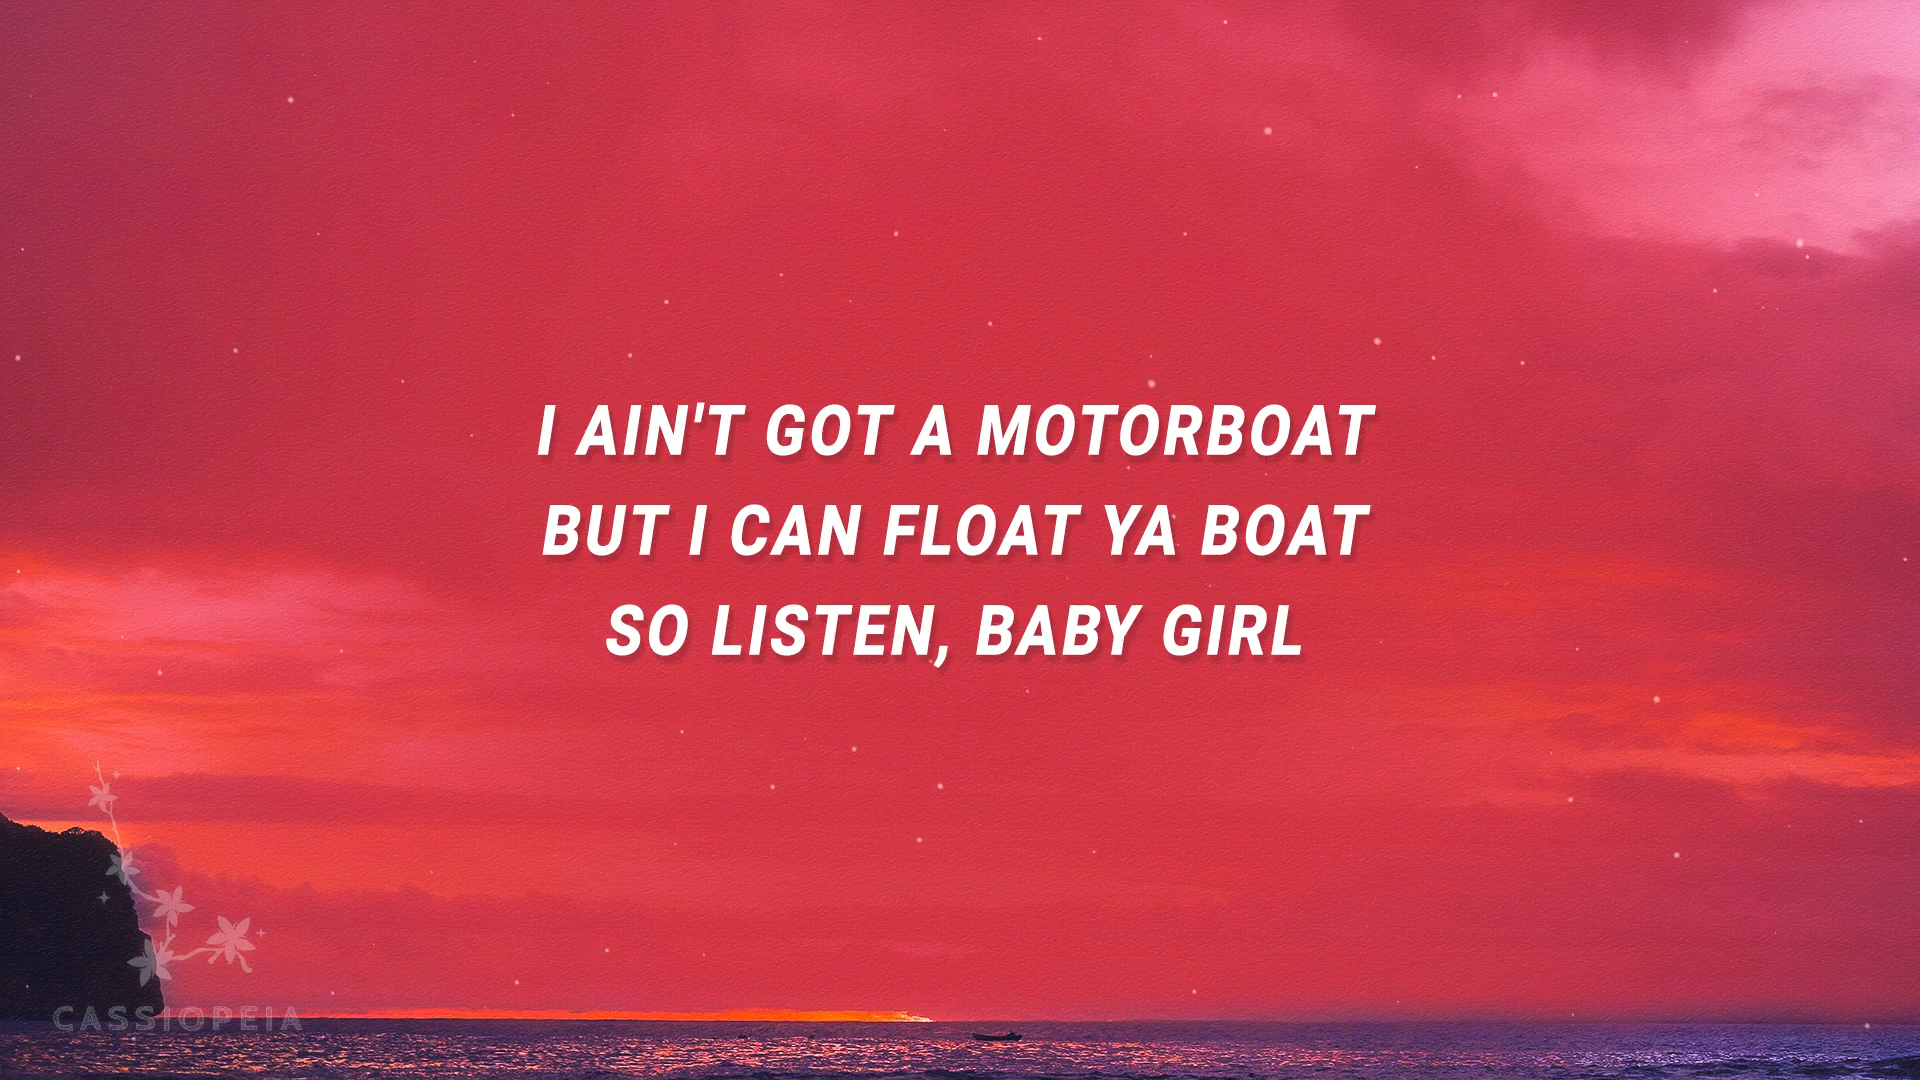 I AIN'T GOT A MOTORBOAT
BUT I CAN FLOAT YA BOAT
SO LISTEN, BABY GIRL
CASSIOPEIA